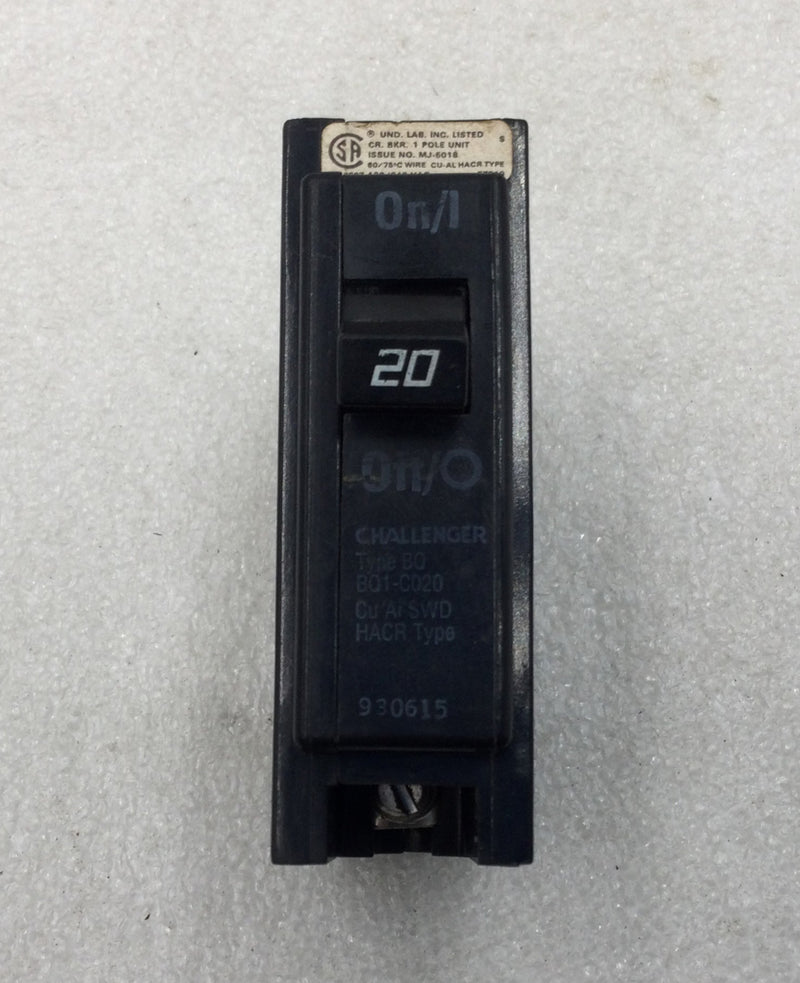 SA
® UND. LAB. INC. LISTED S
CR. BKR. 1 POLE UNIT
ISSUE NO. MJ-6018
60/75°C WIRE CU-AL HACR TYPE
On/I
20
Off/O
CHALLENGER
Type BQ
BQ1-C020
Cu Al SWD
HACR Type
930615